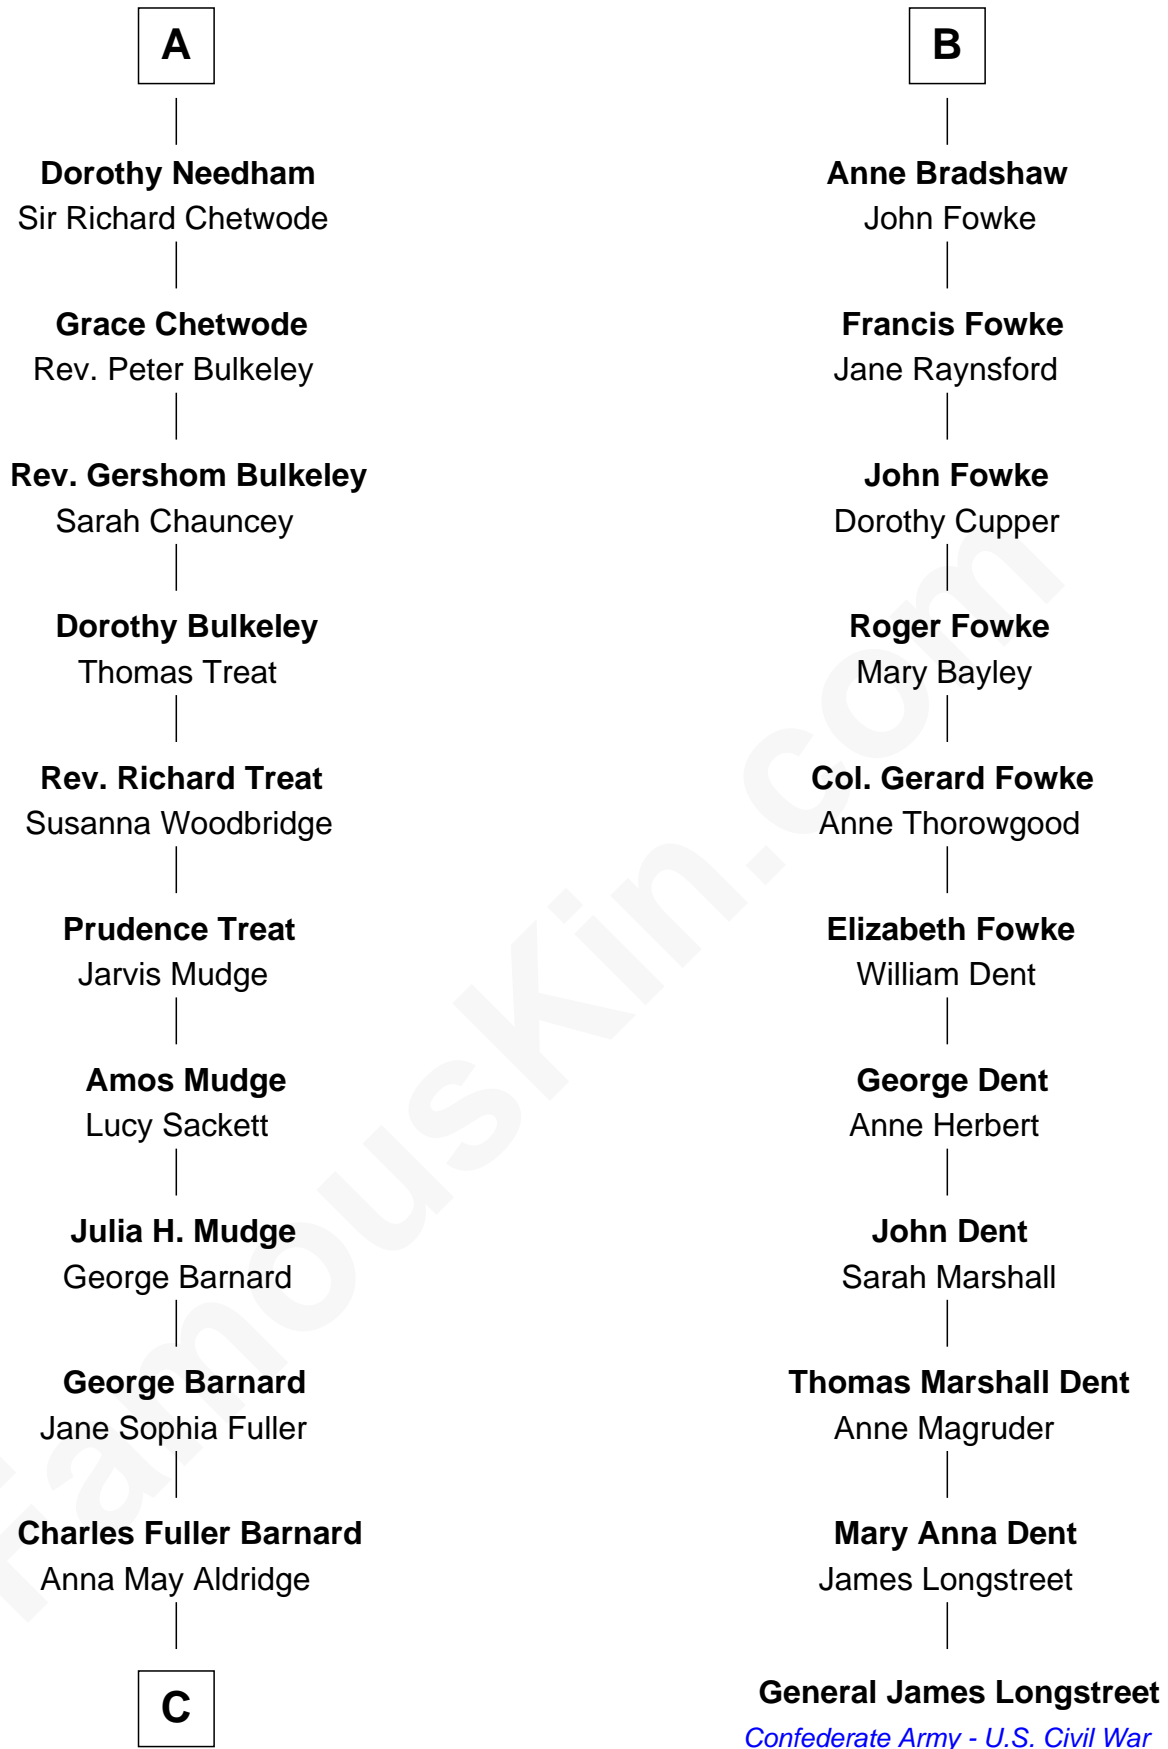 A
Dorothy Needham
Sir Richard Chetwode
Grace Chetwode
Rev. Peter Bulkeley
Rev. Gershom Bulkeley
Sarah Chauncey
Dorothy Bulkeley
Thomas Treat
Rev. Richard Treat
Susanna Woodbridge
Prudence Treat
Jarvis Mudge
Amos Mudge
Lucy Sackett
Julia H. Mudge
George Barnard
George Barnard
Jane Sophia Fuller
Charles Fuller Barnard
Anna May Aldridge
C
B
Anne Bradshaw
John Fowke
Francis Fowke
Jane Raynsford
John Fowke
Dorothy Cupper
Roger Fowke
Mary Bayley
Col. Gerard Fowke
Anne Thorowgood
Elizabeth Fowke
William Dent
George Dent
Anne Herbert
John Dent
Sarah Marshall
Thomas Marshall Dent
Anne Magruder
Mary Anna Dent
James Longstreet
General James Longstreet
Confederate Army - U.S. Civil War
FamousKin.com